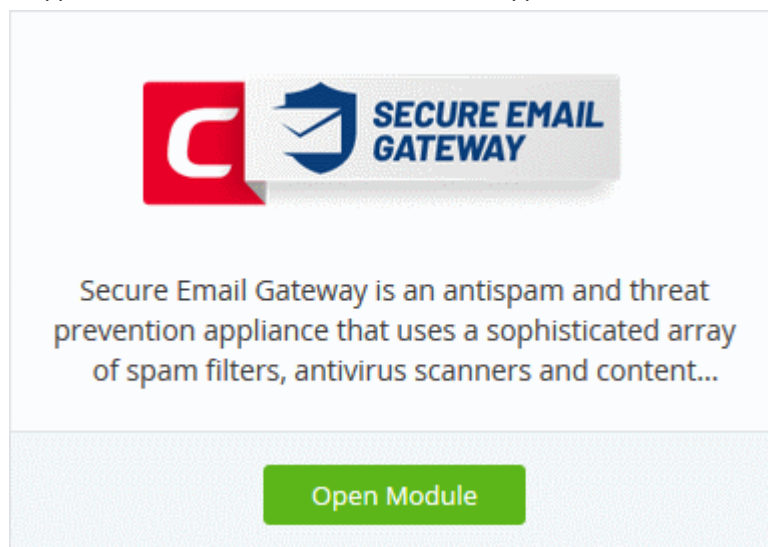 C SECURE EMAIL
GATEWAY
Secure Email Gateway is an antispam and threat
prevention appliance that uses a sophisticated array
of spam filters, antivirus scanners and content...
Open Module